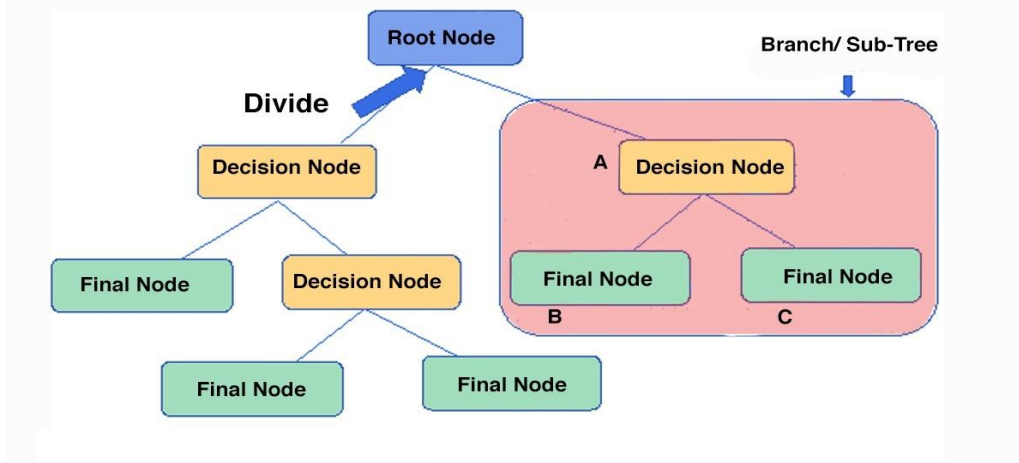 Root Node
Branch/ Sub-Tree
Divide
Decision Node
A
Decision Node
Final Node
Decision Node
Final Node
Final Node
B
C
Final Node
Final Node